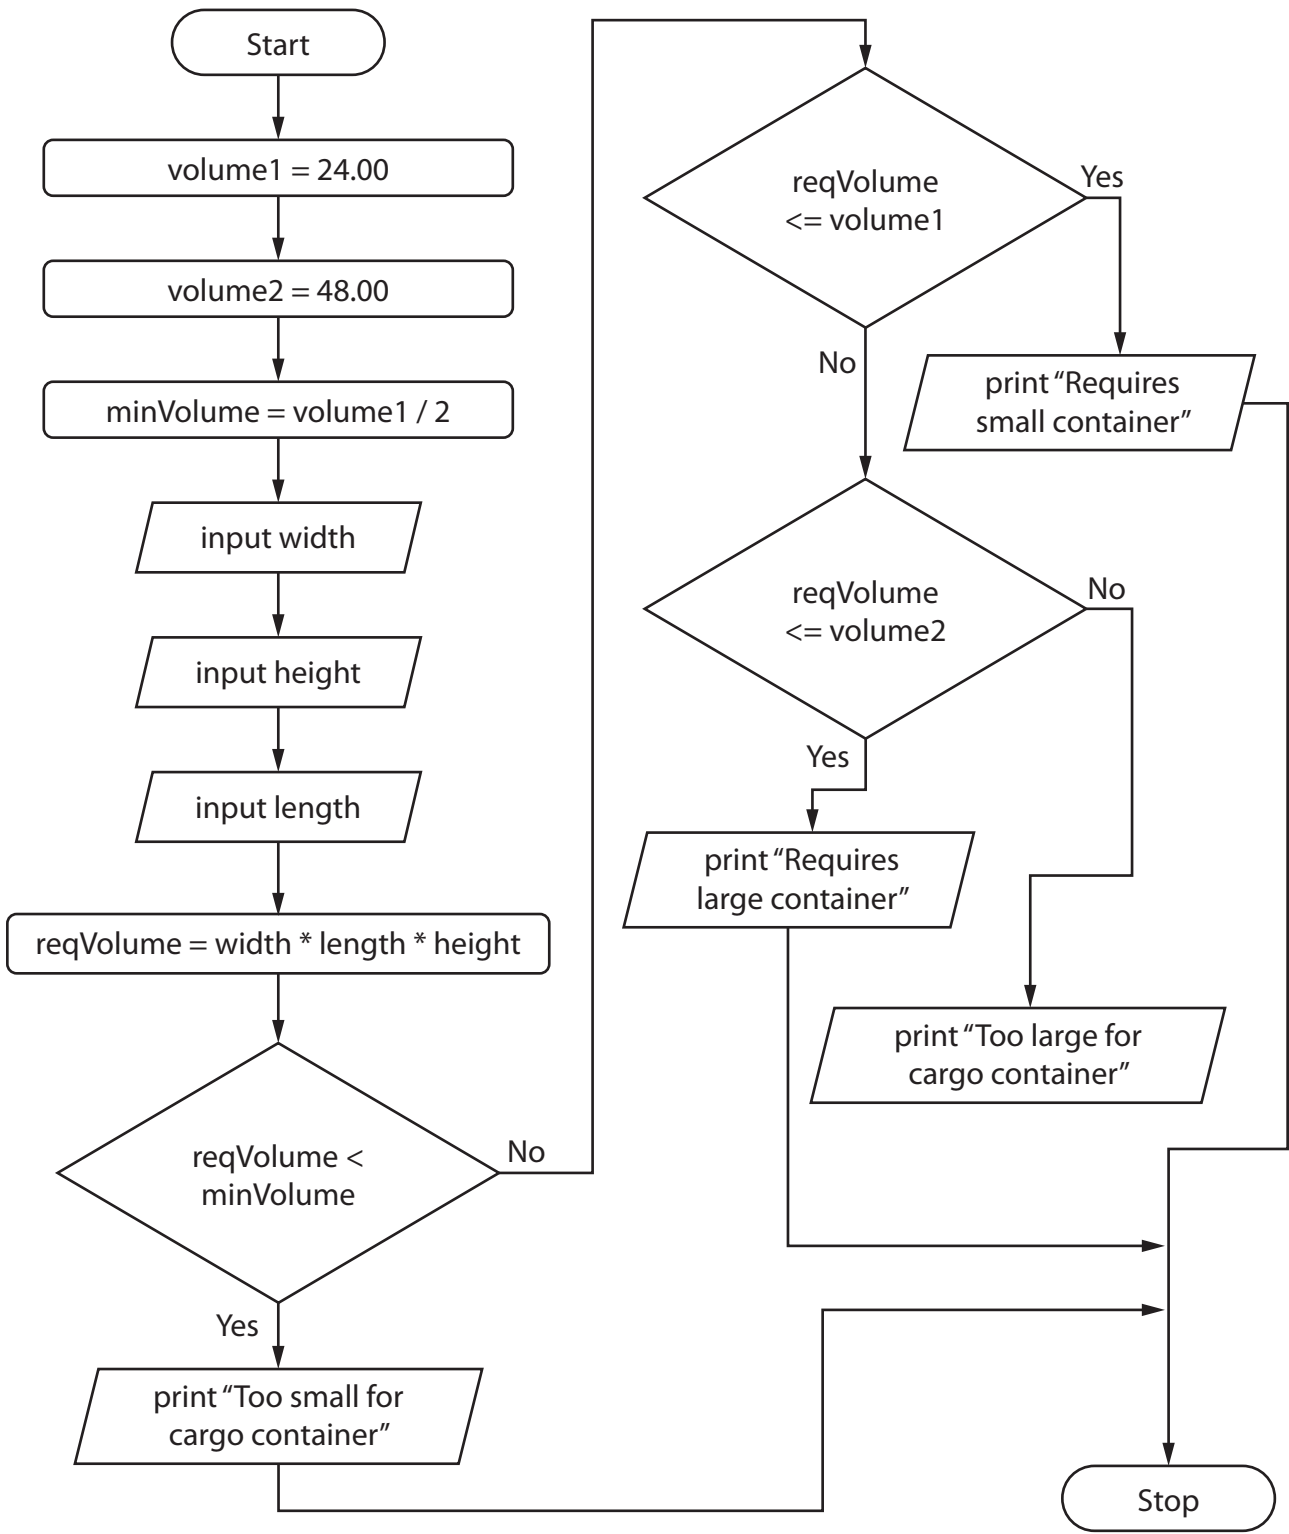 Start
volume1 = 24.00
volume2 = 48.00
minVolume = volume1 / 2
input width
input height
input length
reqVolume = width * length * height
reqVolume <
minVolume
No
Yes
print “Too small for
cargo container”
reqVolume
<= volume1
Yes
No
print “Requires
small container”
reqVolume
<= volume2
No
Yes
print “Requires
large container”
print “Too large for
cargo container”
Stop